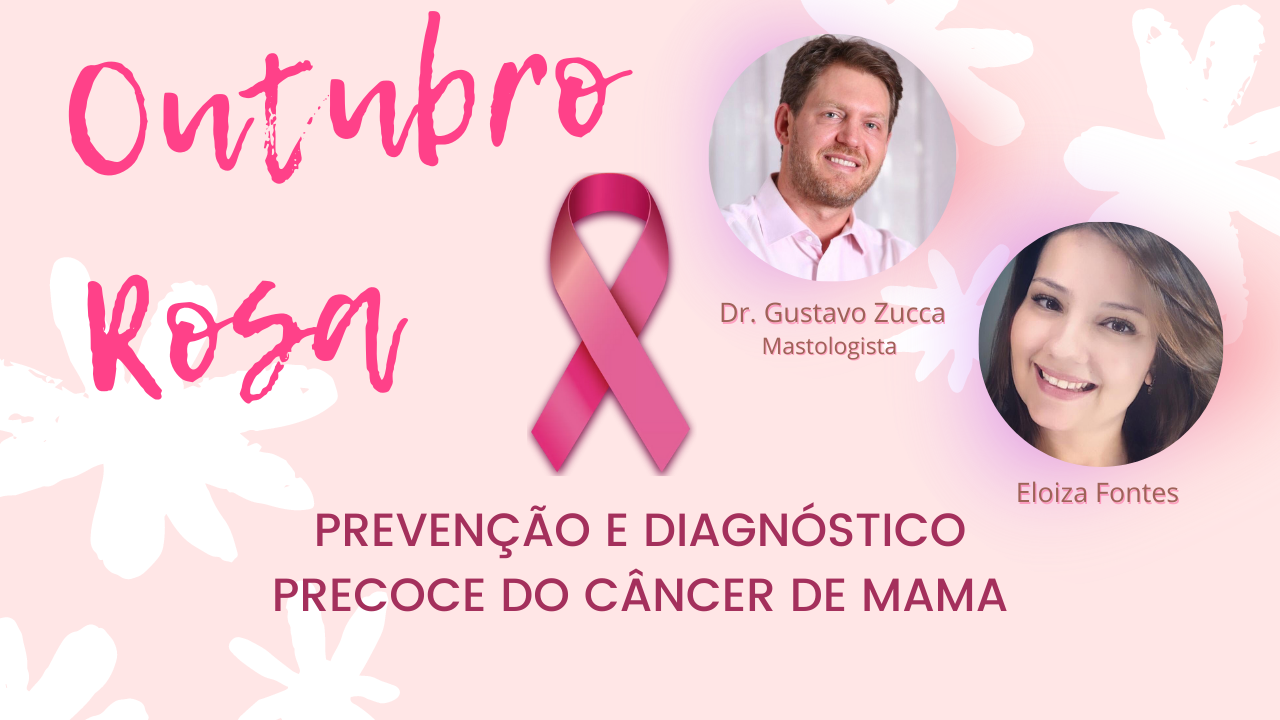 Outubro
Rosa
Dr. Gustavo Zucca
Mastologista
Eloiza Fontes
PREVENÇÃO E DIAGNÓSTICO
PRECOCE DO CÂNCER DE MAMA